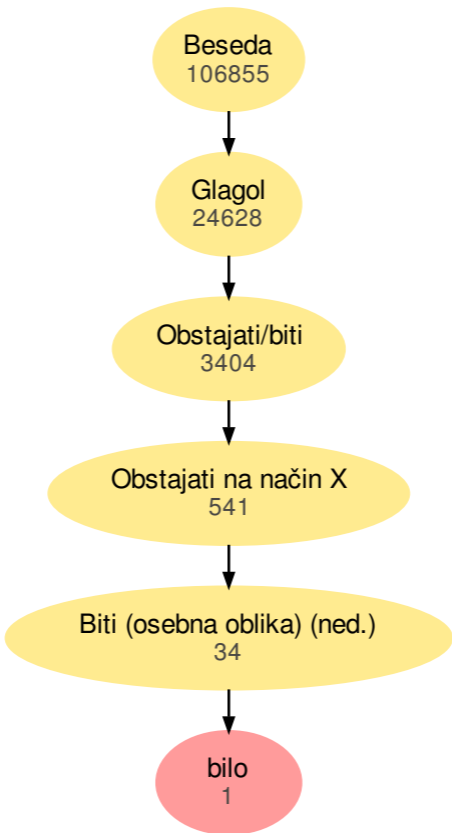 Beseda
106855
Glagol
24628
Obstajati/biti
3404
Obstajati na način X
541
Biti (osebna oblika) (ned.)
34
bilo
1